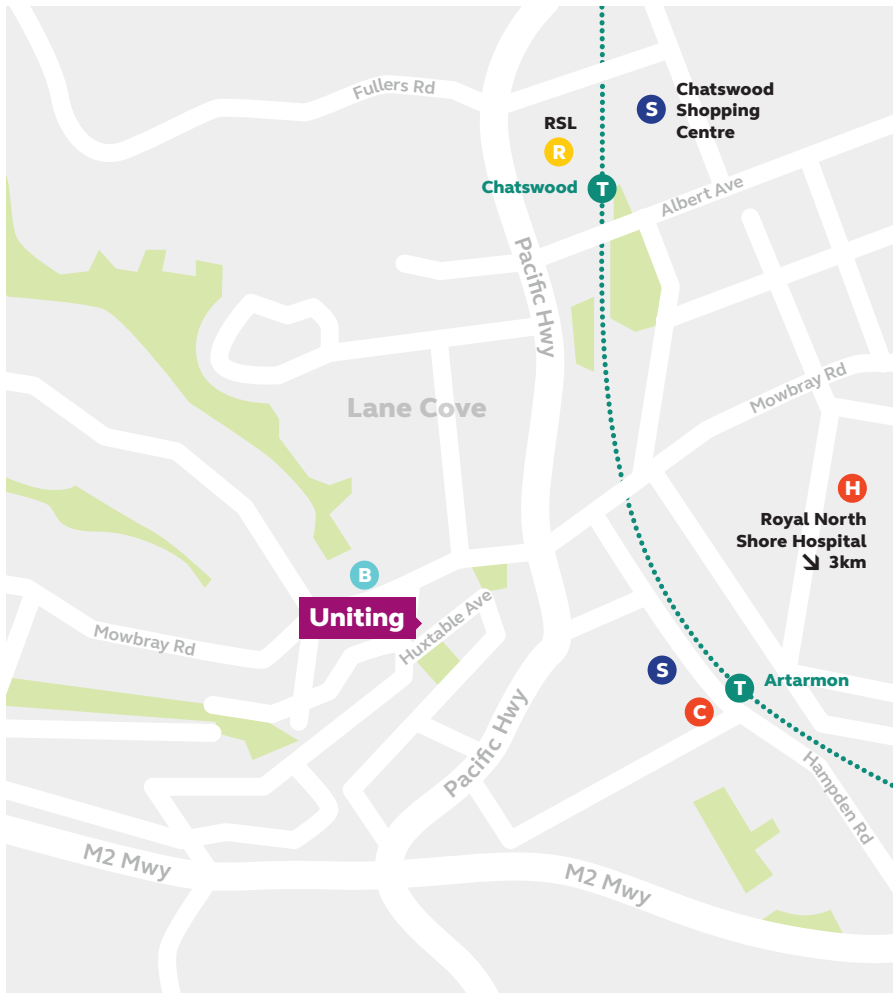 Fullers Rd
S
Chatswood
Shopping
Centre
RSL
R
Chatswood
T
Albert Ave
Pacific Hwy
Mowbray Rd
Lane Cove
H
Royal North
Shore Hospital
↘ 3km
B
Uniting
Huxtable Ave
Mowbray Rd
S
T
Artarmon
C
Pacific Hwy
Hampden Rd
M2 Mwy
M2 Mwy